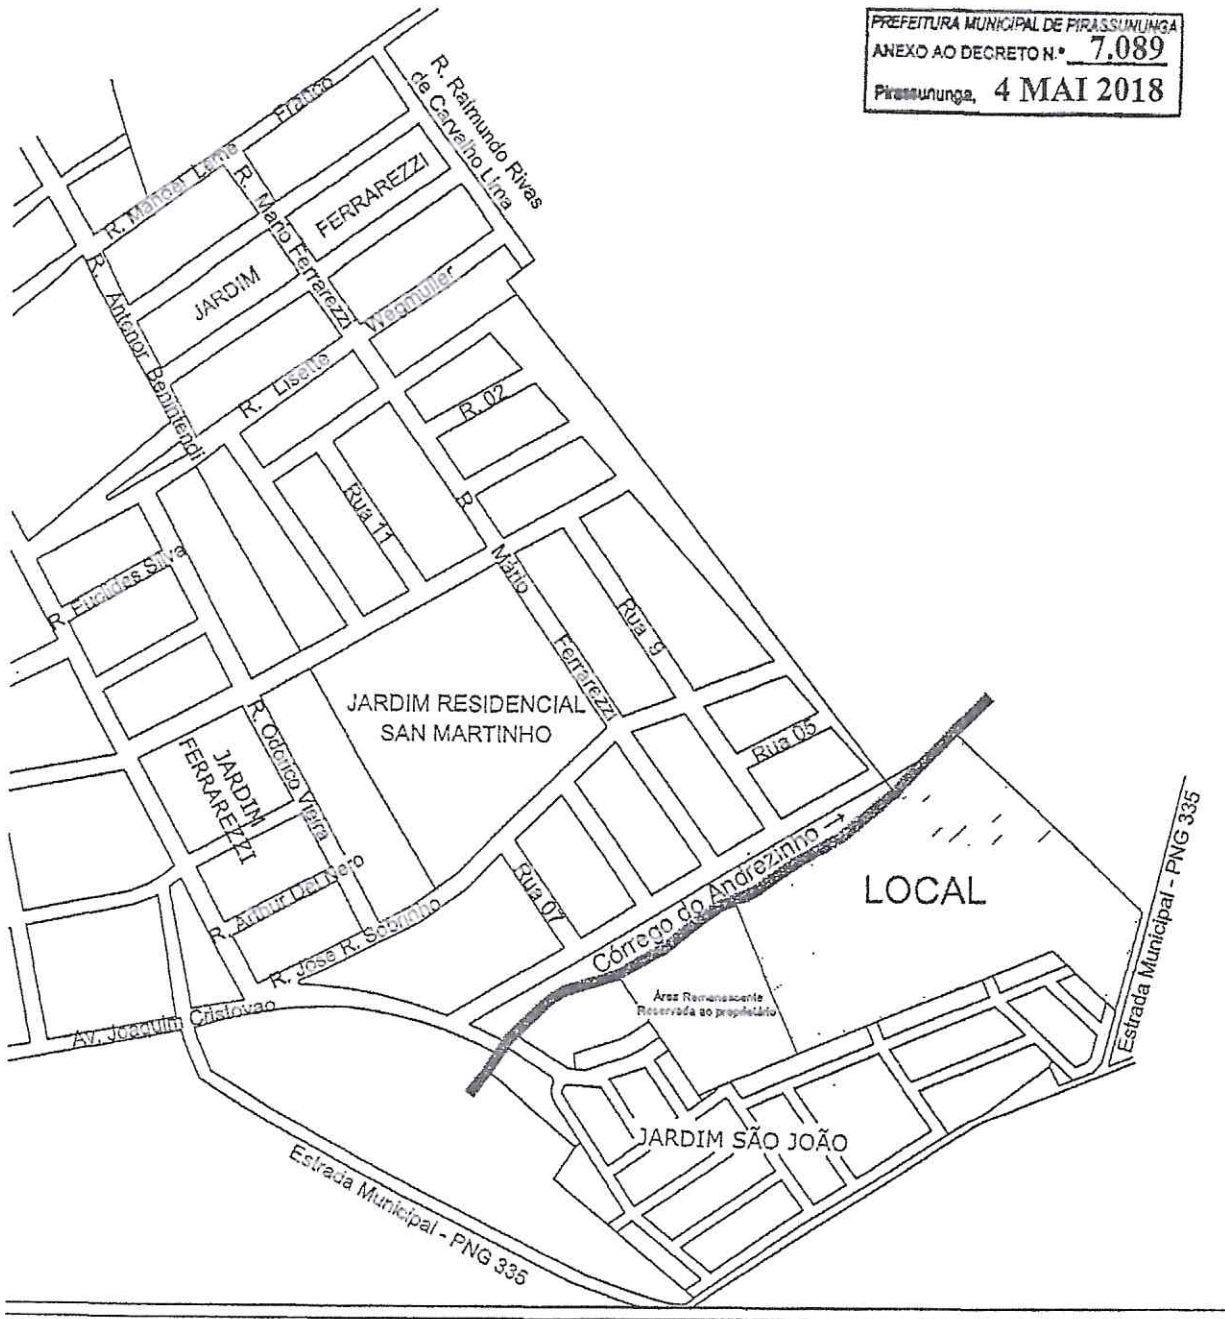 PREFEITURA MUNICIPAL DE PIRASSUNUNGA
ANEXO AO DECRETO N.º 7.089
Pirassununga, 4 MAI 2018
R. Raimundo Rivas
de Carvalho Lima
R. Manoel Leme Franco
R. Mario Ferrarezzi
FERRAREZZI
JARDIM
R. Antenor Benintendi
R. Lisette Wegmuller
R. 02
Rua 11
R. Mário Ferrarezzi
R. Euclides Silva
Rua 9
JARDIM RESIDENCIAL
SAN MARTINHO
R. Odorico Vieira
JARDIM
FERRAREZZI
Rua 05
R. Arthur Del Nero
Rua 07
R. Jose R. Sobrinho
Córrego do Andrezinho →
LOCAL
Estrada Municipal - PNG 335
Área Remanescente
Reservada ao proprietário
Av. Joaquim Cristovao
JARDIM SÃO JOÃO
Estrada Municipal - PNG 335